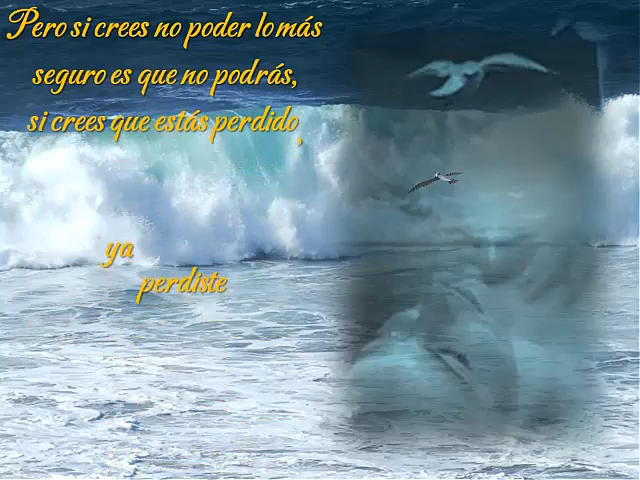 Pero si crees no poder lo más
seguro es que no podrás,
si crees que estás perdido,
ya
perdiste